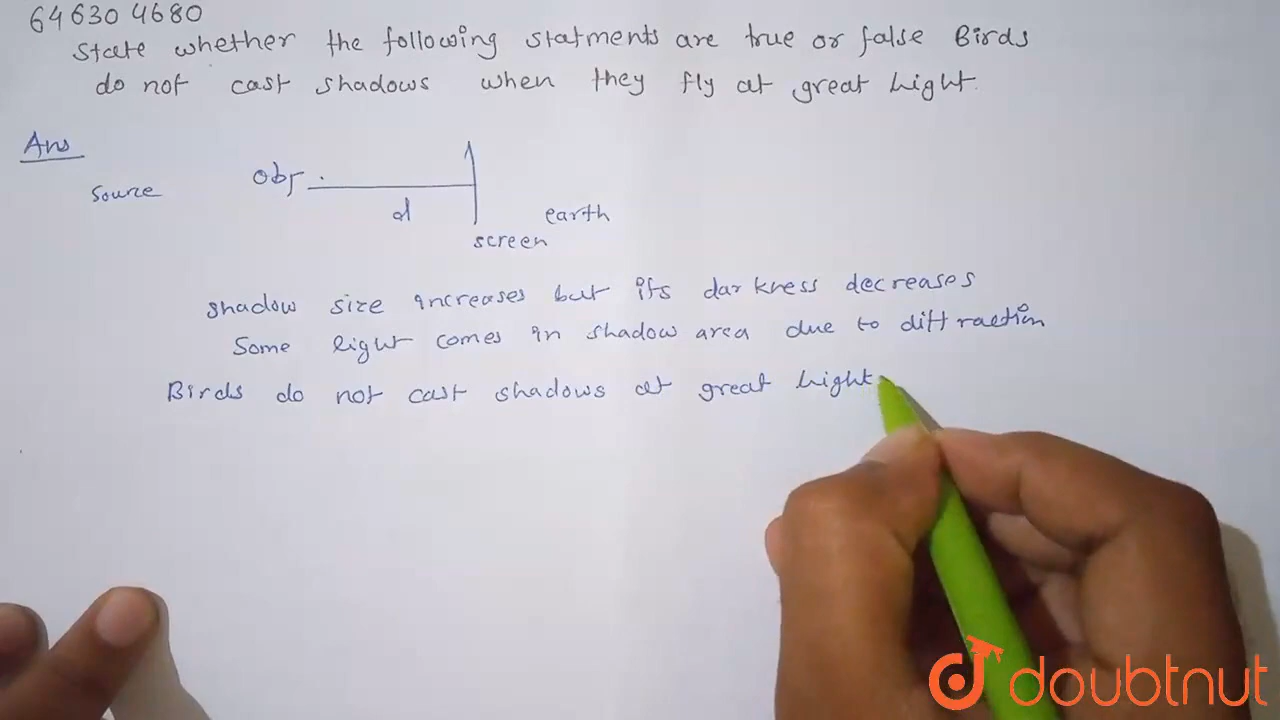 646304680
State whether the following statments are true or false Birds
do not cast shadows when they fly at great hight.
Ans
Source obj
d earth
screen
shadow size increases but its darkness decreases
Some light comes in shadow area due to diffraction
Birds do not cast shadows at great hight
doubtnut